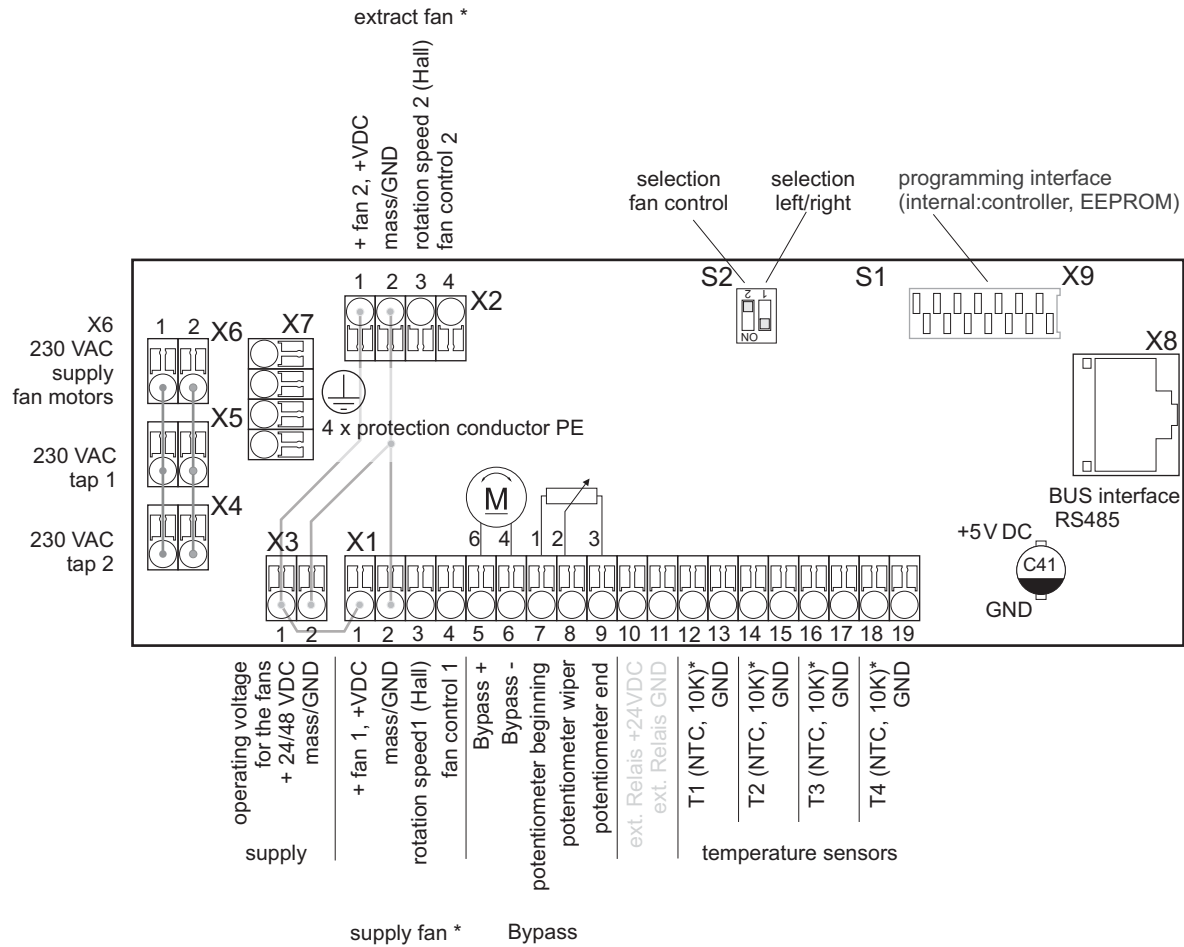 extract fan *
+ fan 2, +VDC
mass/GND
rotation speed 2 (Hall)
fan control 2
selection
fan control
selection
left/right
programming interface
(internal:controller, EEPROM)
S2
S1
X9
1 2 3 4
X2
2 1
ON
X8
X6
230 VAC
supply
fan motors
1 2
X6
X7
X5
4 x protection conductor PE
230 VAC
tap 1
X4
230 VAC
tap 2
M
6 4 1 2 3
BUS interface
RS485
+5V DC
C41
GND
X3
X1
1 2 1 2 3 4 5 6 7 8 9 10 11 12 13 14 15 16 17 18 19
operating voltage
for the fans
+ 24/48 VDC
mass/GND
+ fan 1, +VDC
mass/GND
rotation speed1 (Hall)
fan control 1
Bypass +
Bypass -
potentiometer beginning
potentiometer wiper
potentiometer end
ext. Relais +24VDC
ext. Relais GND
T1 (NTC, 10K)*
GND
T2 (NTC, 10K)*
GND
T3 (NTC, 10K)*
GND
T4 (NTC, 10K)*
GND
supply
temperature sensors
supply fan *
Bypass